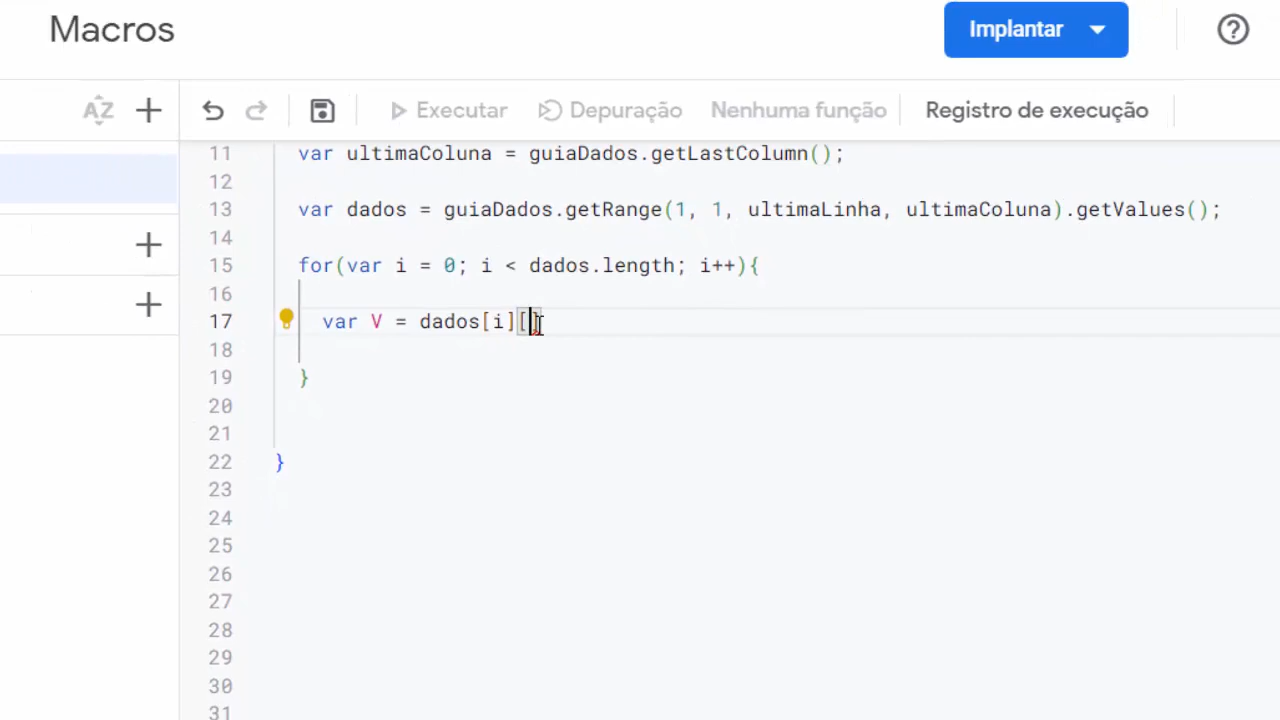 Macros
Implantar
AZ
Executar Depuração Nenhuma função Registro de execução
11 var ultimaColuna = guiaDados.getLastColumn();
12
13 var dados = guiaDados.getRange(1, 1, ultimaLinha, ultimaColuna).getValues();
14
15 for(var i = 0; i < dados.length; i++){
16
17 var V = dados[i][]
18
19 }
20
21
22 }
23
24
25
26
27
28
29
30
31